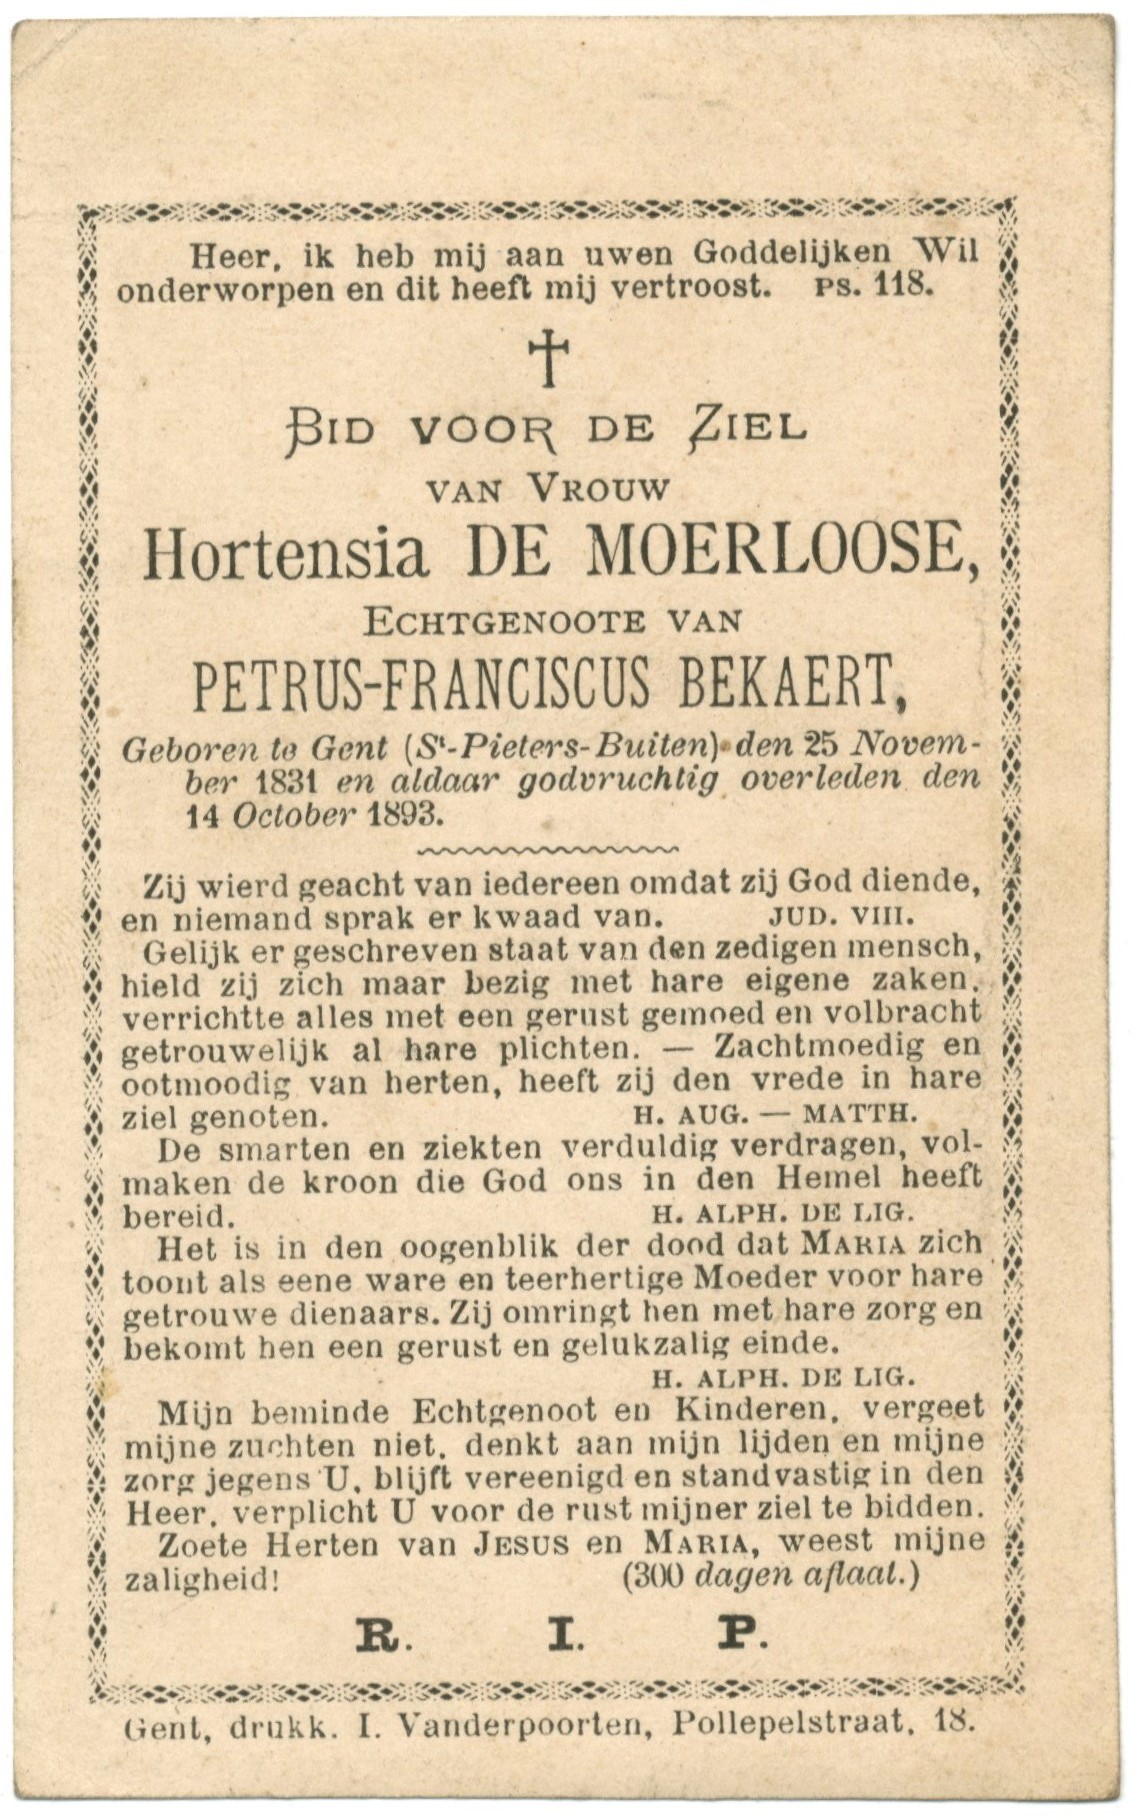 Heer, ik heb mij aan uwen Goddelijken Wil
onderworpen en dit heeft mij vertroost. PS. 118.
BID VOOR DE ZIEL
VAN VROUW
Hortensia DE MOERLOOSE,
ECHTGENOOTE VAN
PETRUS-FRANCISCUS BEKAERT,
Geboren te Gent (St-Pieters-Buiten) den 25 Novem-
ber 1831 en aldaar godvruchtig overleden den
14 October 1893.
Zij wierd geacht van iedereen omdat zij God diende,
en niemand sprak er kwaad van. JUD. VIII.
Gelijk er geschreven staat van den zedigen mensch,
hield zij zich maar bezig met hare eigene zaken,
verrichtte alles met een gerust gemoed en volbracht
getrouwelijk al hare plichten. — Zachtmoedig en
ootmoodig van herten, heeft zij den vrede in hare
ziel genoten. H. AUG. — MATTH.
De smarten en ziekten verduldig verdragen, vol-
maken de kroon die God ons in den Hemel heeft
bereid. H. ALPH. DE LIG.
Het is in den oogenblik der dood dat MARIA zich
toont als eene ware en teerhertige Moeder voor hare
getrouwe dienaars. Zij omringt hen met hare zorg en
bekomt hen een gerust en gelukzalig einde.
H. ALPH. DE LIG.
Mijn beminde Echtgenoot en Kinderen, vergeet
mijne zuchten niet, denkt aan mijn lijden en mijne
zorg jegens U, blijft vereenigd en standvastig in den
Heer, verplicht U voor de rust mijner ziel te bidden.
Zoete Herten van JESUS en MARIA, weest mijne
zaligheid! (300 dagen aflaat.)
R. I. P.
Gent, drukk. I. Vanderpoorten, Pollepelstraat, 18.